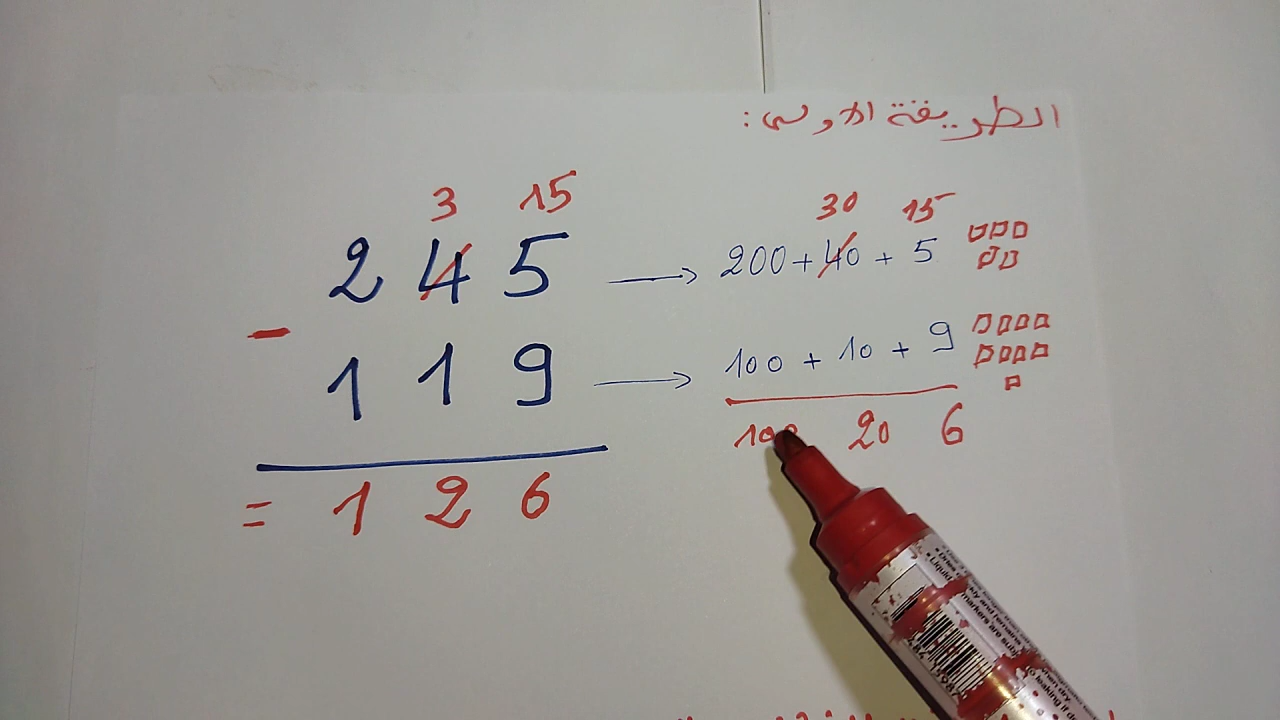 الطريقة الاولى:
3 15
2 4 5 → 200 + 40 + 5
30 15
-
1 1 9 → 100 + 10 + 9
= 1 2 6
100 20 6